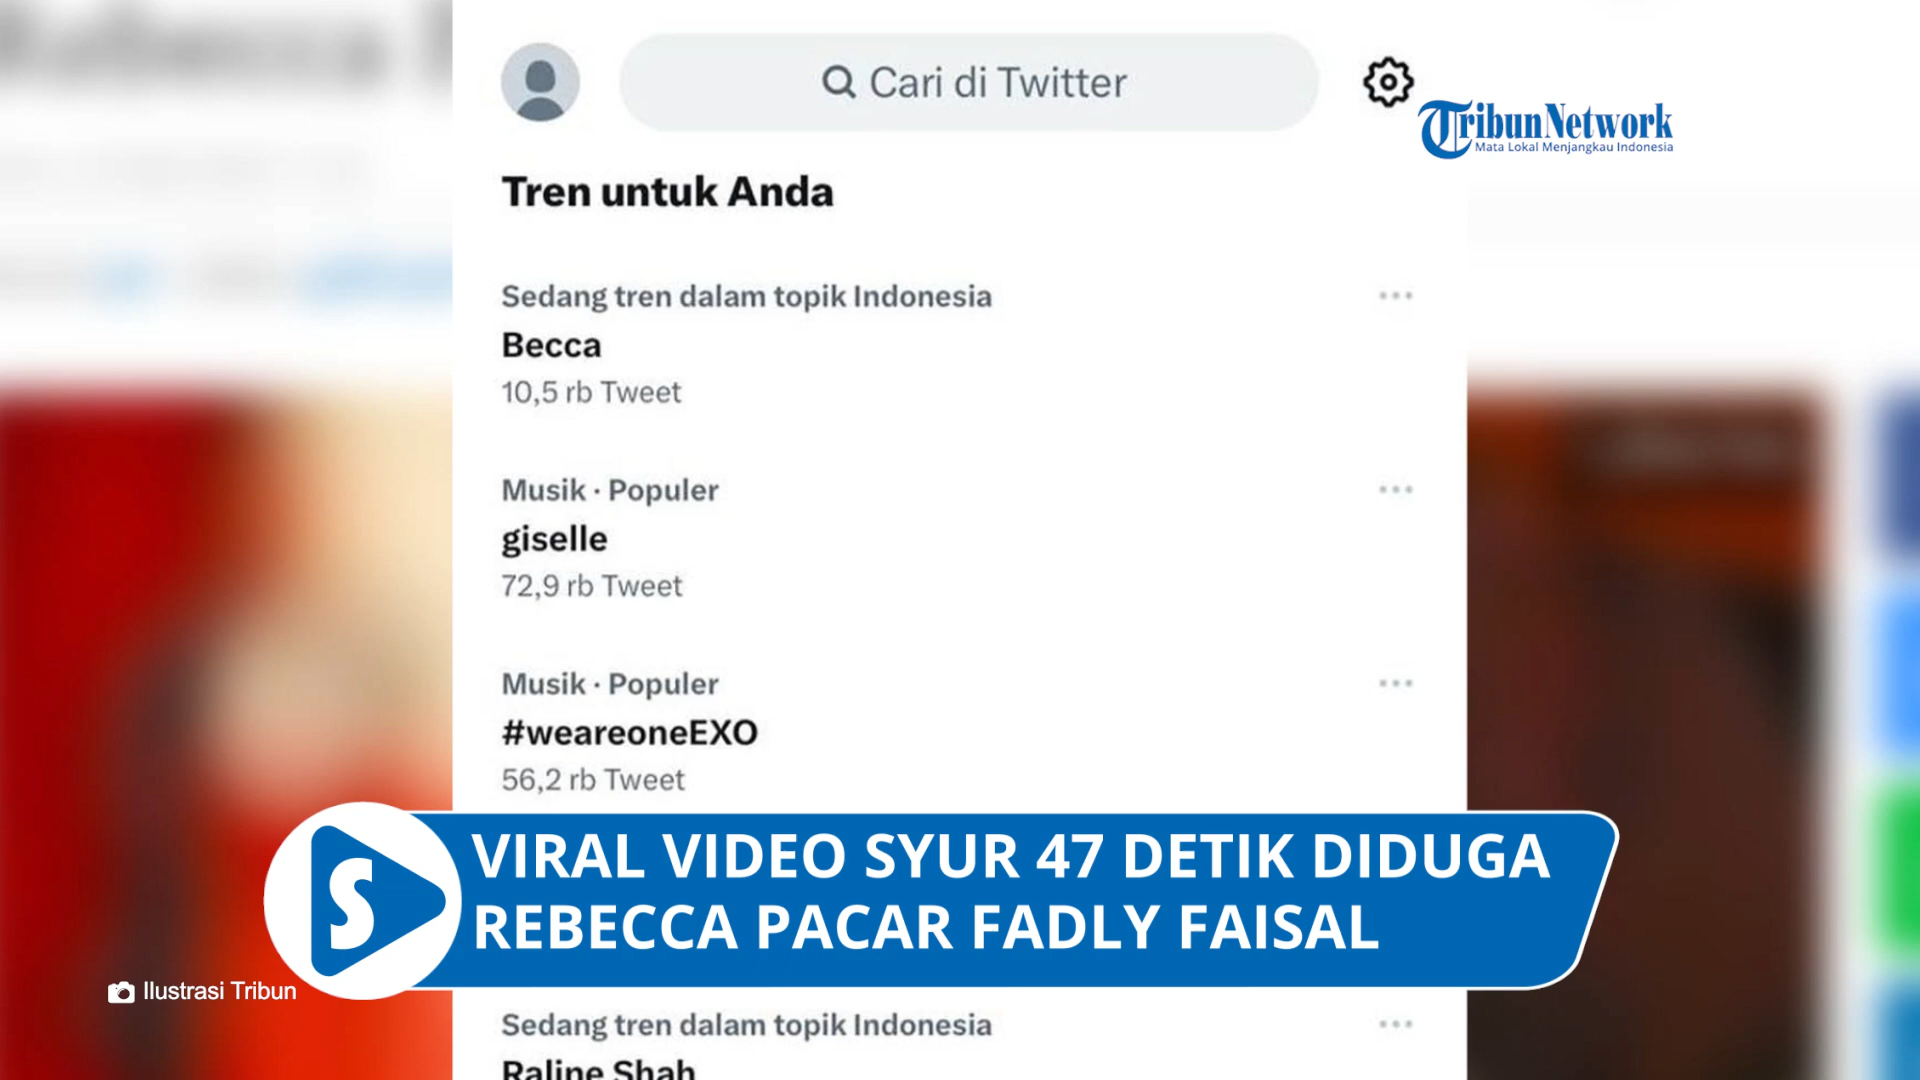 Cari di Twitter
Tribun Network
Mata Lokal Menjangkau Indonesia
Tren untuk Anda
Sedang tren dalam topik Indonesia
Becca
10,5 rb Tweet
Musik · Populer
giselle
72,9 rb Tweet
Musik · Populer
#weareoneEXO
56,2 rb Tweet
S
VIRAL VIDEO SYUR 47 DETIK DIDUGA
REBECCA PACAR FADLY FAISAL
Ilustrasi Tribun
Sedang tren dalam topik Indonesia
Raline Shah